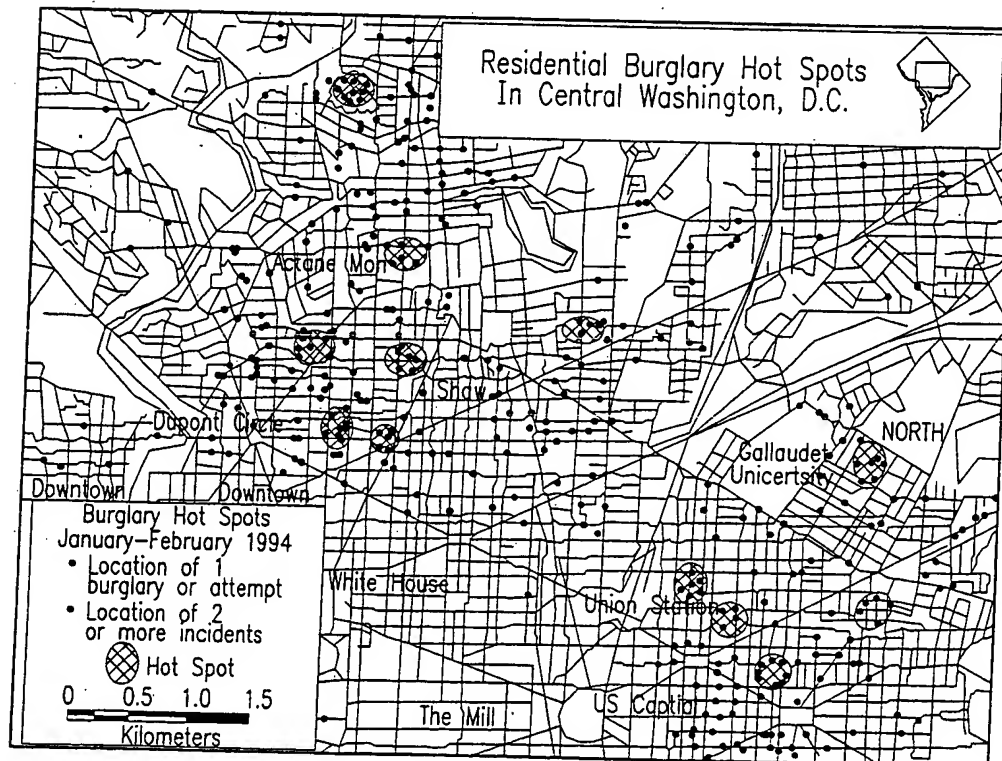 Residential Burglary Hot Spots
In Central Washington, D.C.
Actane Mon
Shaw
Dupont Circle
NORTH
Gallaudet
Unicertsity
Downtown
Downtown
Burglary Hot Spots
January-February 1994
• Location of 1
burglary or attempt
• Location of 2
or more incidents
Hot Spot
0 0.5 1.0 1.5
Kilometers
White House
Union Station
The Mill
US Captio